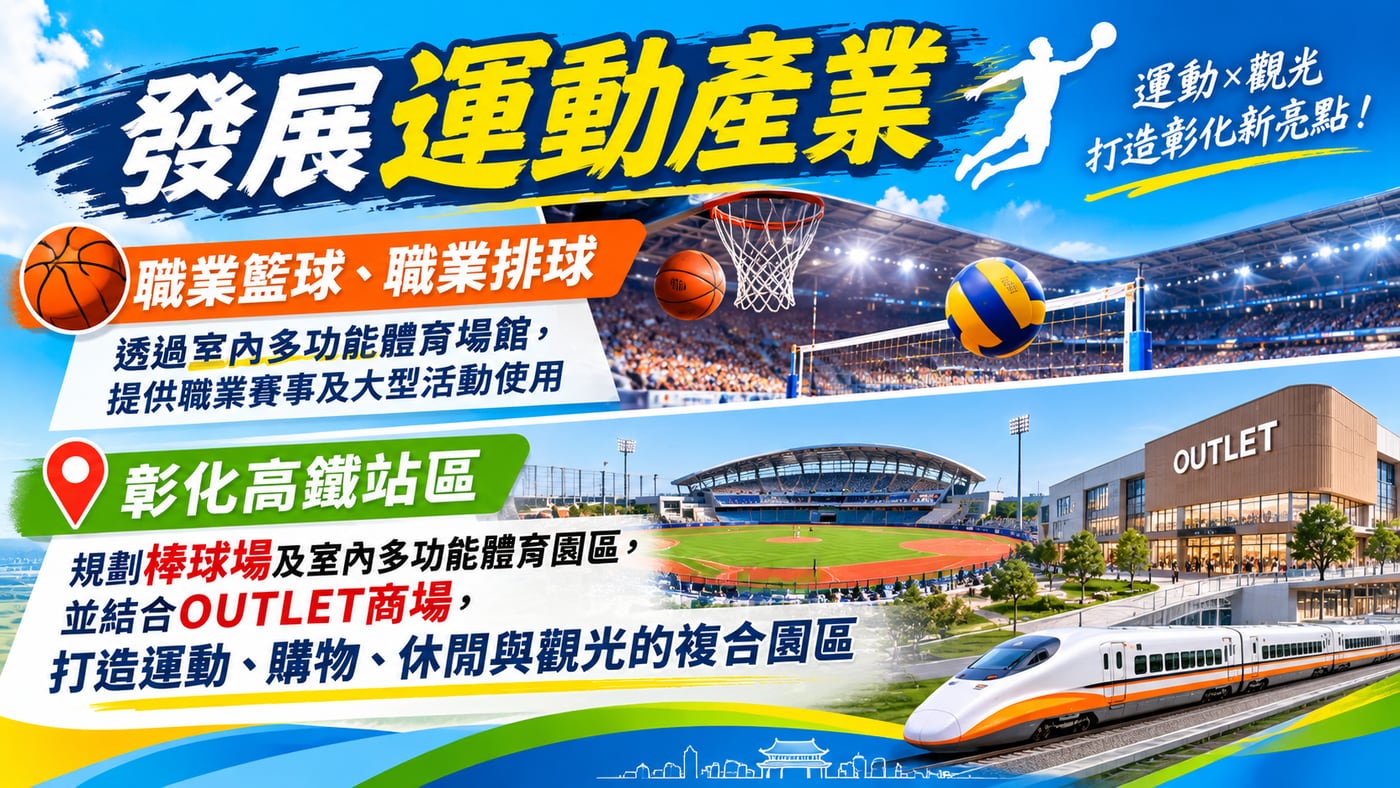 發展運動產業
運動×觀光
打造彰化新亮點！
職業籃球、職業排球
透過室內多功能體育場館，
提供職業賽事及大型活動使用
彰化高鐵站區
規劃棒球場及室內多功能體育園區，
並結合OUTLET商場，
打造運動、購物、休閒與觀光的複合園區
OUTLET